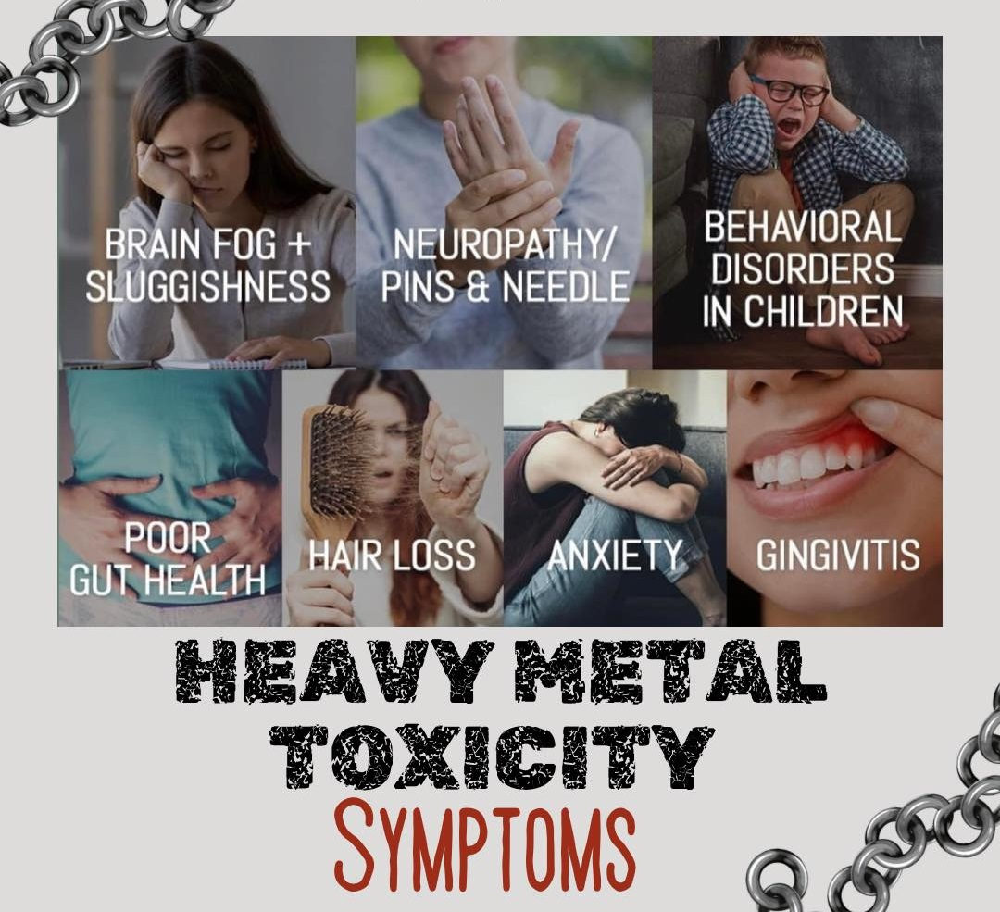 BRAIN FOG +
SLUGGISHNESS
NEUROPATHY/
PINS & NEEDLE
BEHAVIORAL
DISORDERS
IN CHILDREN
POOR
GUT HEALTH
HAIR LOSS
ANXIETY
GINGIVITIS
HEAVY METAL
TOXICITY
SYMPTOMS